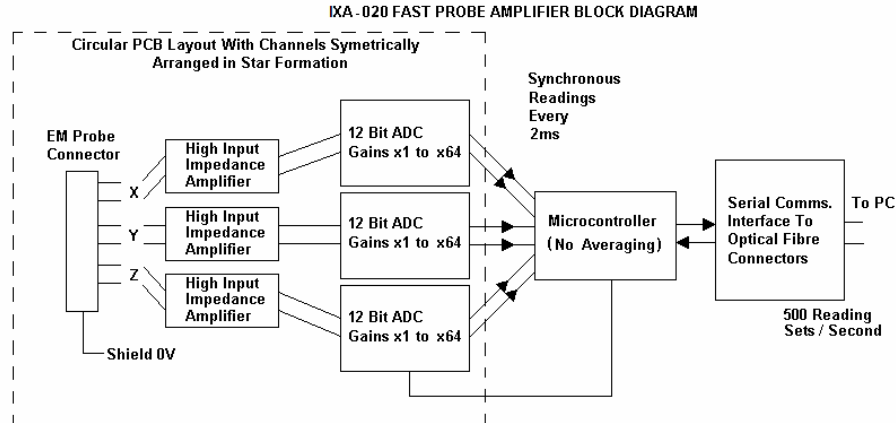 IXA-020 FAST PROBE AMPLIFIER BLOCK DIAGRAM
Circular PCB Layout With Channels Symetrically
Arranged in Star Formation
EM Probe
Connector
X
Y
Z
Shield 0V
High Input
Impedance
Amplifier
High Input
Impedance
Amplifier
High Input
Impedance
Amplifier
12 Bit ADC
Gains x1 to x64
12 Bit ADC
Gains x1 to x64
12 Bit ADC
Gains x1 to x64
Synchronous
Readings
Every
2ms
Microcontroller
(No Averaging)
Serial Comms.
Interface To
Optical Fibre
Connectors
To PC
500 Reading
Sets / Second